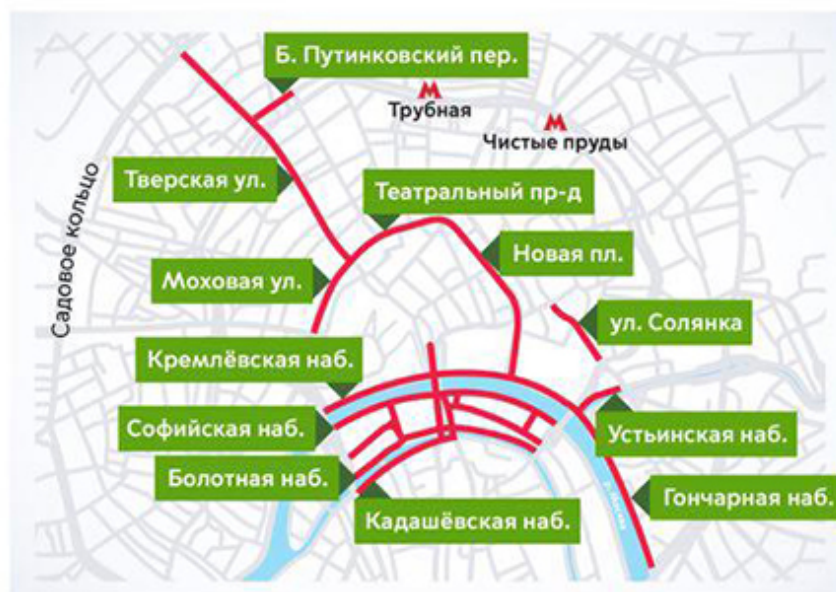 Б. Путинковский пер.
М
Трубная
М
Чистые пруды
Тверская ул.
Театральный пр-д
Садовое кольцо
Новая пл.
Моховая ул.
ул. Солянка
Кремлёвская наб.
Софийская наб.
Устьинская наб.
Болотная наб.
Гончарная наб.
Кадашёвская наб.
р. Москва